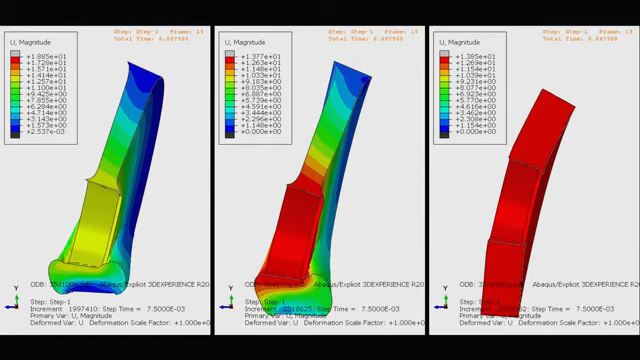 Step: Step-1 Frame: 15
Total Time: 0.007500
U, Magnitude
+1.885e+01
+1.728e+01
+1.571e+01
+1.414e+01
+1.257e+01
+1.100e+01
+9.425e+00
+7.855e+00
+6.284e+00
+4.714e+00
+3.143e+00
+1.573e+00
+2.537e-03
Y
ODB:
Abaqus/Explicit 3DEXPERIENCE R20
Step: Step-1
Increment 1997410: Step Time = 7.5000E-03
Primary Var: U, Magnitude
Deformed Var: U Deformation Scale Factor: +1.000e
Step: Step-1 Frame: 15
Total Time: 0.007500
U, Magnitude
+1.377e+01
+1.263e+01
+1.148e+01
+1.033e+01
+9.182e+00
+8.035e+00
+6.887e+00
+5.739e+00
+4.591e+00
+3.444e+00
+2.296e+00
+1.148e+00
+0.000e+00
Y
ODB:
Abaqus/Explicit 3DEXPERIENCE R20
Step: Step-1
Increment 2218625: Step Time = 7.5000E-03
Primary Var: U, Magnitude
Deformed Var: U Deformation Scale Factor: +1.000e
Step: Step-1 Frame: 15
Total Time: 0.007500
U, Magnitude
+1.385e+01
+1.269e+01
+1.154e+01
+1.039e+01
+9.231e+00
+8.077e+00
+6.923e+00
+5.770e+00
+4.616e+00
+3.462e+00
+2.308e+00
+1.154e+00
+0.000e+00
Y
ODB:
Abaqus/Explicit 3DEXPERIENCE R20
Step: Step-1
Increment
Step Time = 7.5000E-03
Primary Var: U, Magnitude
Deformed Var: U Deformation Scale Factor: +1.000e